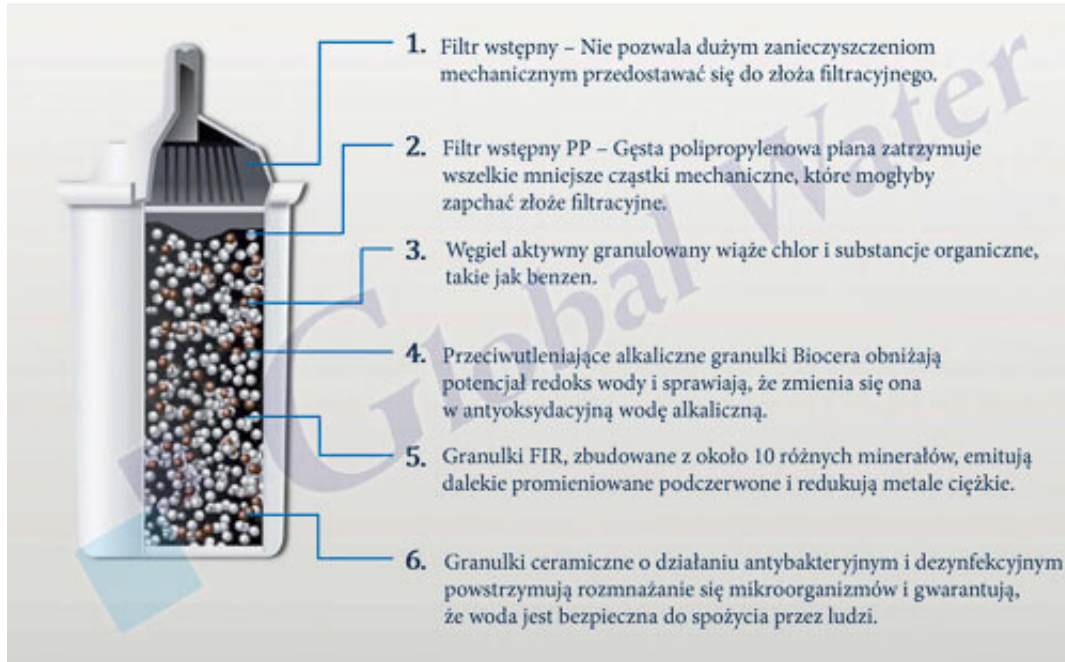 1. Filtr wstępny – Nie pozwala dużym zanieczyszczeniom
mechanicznym przedostawać się do złoża filtracyjnego.
2. Filtr wstępny PP – Gęsta polipropylenowa piana zatrzymuje
wszelkie mniejsze cząstki mechaniczne, które mogłyby
zapchać złoże filtracyjne.
3. Węgiel aktywny granulowany wiąże chlor i substancje organiczne,
takie jak benzen.
4. Przeciwutleniające alkaliczne granulki Biocera obniżają
potencjał redoks wody i sprawiają, że zmienia się ona
w antyoksydacyjną wodę alkaliczną.
5. Granulki FIR, zbudowane z około 10 różnych minerałów, emitują
dalekie promieniowane podczerwone i redukują metale ciężkie.
6. Granulki ceramiczne o działaniu antybakteryjnym i dezynfekcyjnym
powstrzymują rozmnażanie się mikroorganizmów i gwarantują,
że woda jest bezpieczna do spożycia przez ludzi.
Global Water